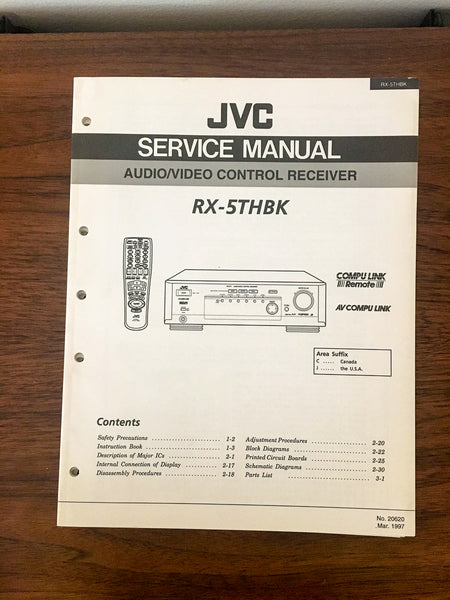 RX-5THBK
JVC
SERVICE MANUAL
AUDIO/VIDEO CONTROL RECEIVER
RX-5THBK
COMPU LINK
Remote
AV COMPU LINK
Area Suffix
C ..... Canada
J ..... the U.S.A.
Contents
Safety Precautions ..... 1-2
Instruction Book ..... 1-3
Description of Major ICs ..... 2-1
Internal Connection of Display ..... 2-17
Disassembly Procedures ..... 2-18
Adjustment Procedures ..... 2-20
Block Diagrams ..... 2-22
Printed Circuit Boards ..... 2-25
Schematic Diagrams ..... 2-30
Parts List ..... 3-1
No. 20620
Mar. 1997